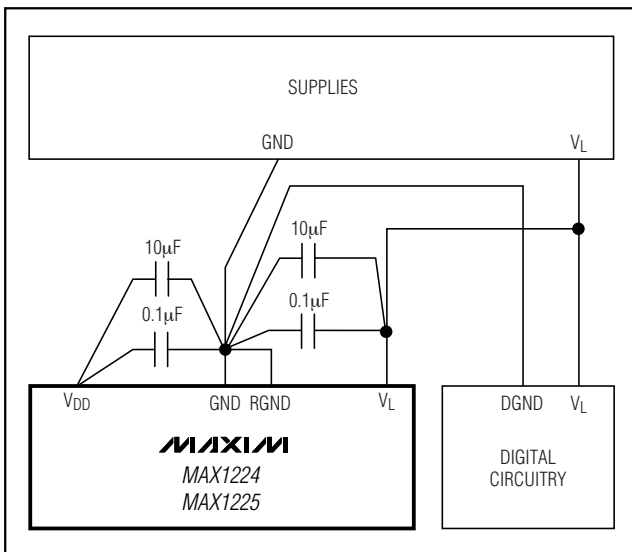 SUPPLIES
GND VL
10μF 10μF
0.1μF 0.1μF
VDD GND RGND VL DGND VL
MAXIM
MAX1224
MAX1225
DIGITAL
CIRCUITRY